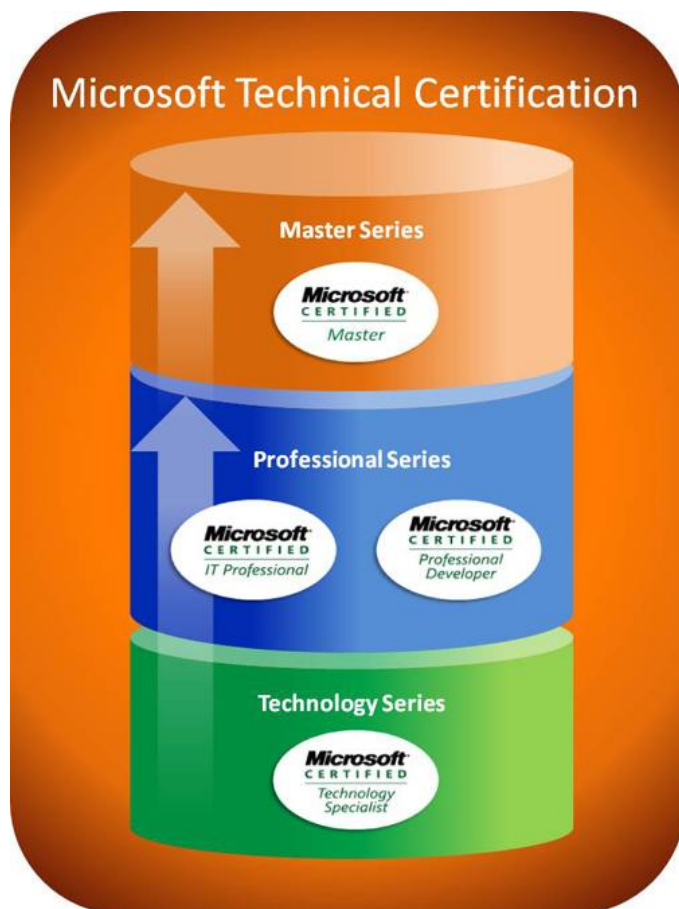 Microsoft Technical Certification
Master Series
Microsoft
CERTIFIED
Master
Professional Series
Microsoft
CERTIFIED
IT Professional
Microsoft
CERTIFIED
Professional
Developer
Technology Series
Microsoft
CERTIFIED
Technology
Specialist